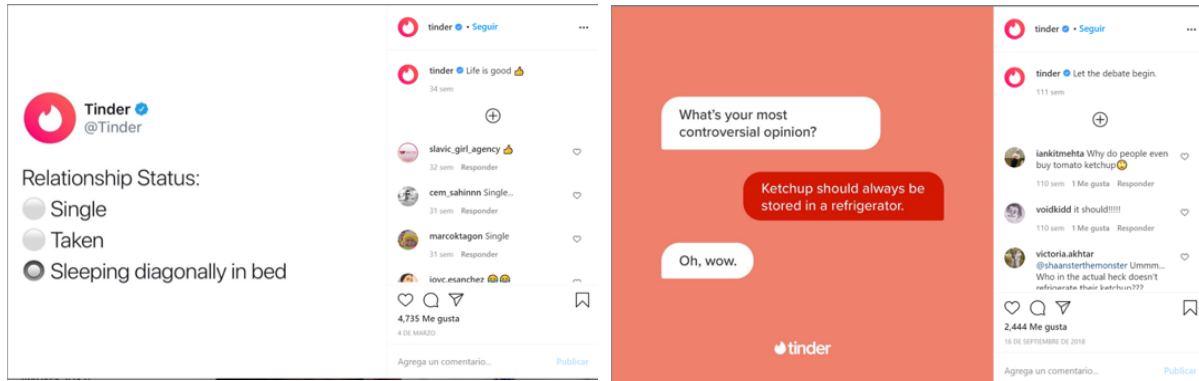 Tinder
@Tinder
Relationship Status:
Single
Taken
Sleeping diagonally in bed
tinder • Seguir
tinder Life is good 👍
34 sem
slavic_girl_agency 👍
32 sem Responder
cem_sahinnn Single...
31 sem Responder
marcoktagon Single
31 sem Responder
jovc.esanchez 😂😂
4,735 Me gusta
4 DE MARZO
Agrega un comentario... Publicar
What's your most
controversial opinion?
Ketchup should always be
stored in a refrigerator.
Oh, wow.
tinder
tinder • Seguir
tinder Let the debate begin.
111 sem
iankitmehta Why do people even
buy tomato ketchup🙄
110 sem 1 Me gusta Responder
voidkidd it should!!!!!
110 sem 1 Me gusta Responder
victoria.akhtar
@shaansterthemonster Ummm...
Who in the actual heck doesn't
refrigerate their ketchup???
2,444 Me gusta
16 DE SEPTIEMBRE DE 2018
Agrega un comentario... Publicar